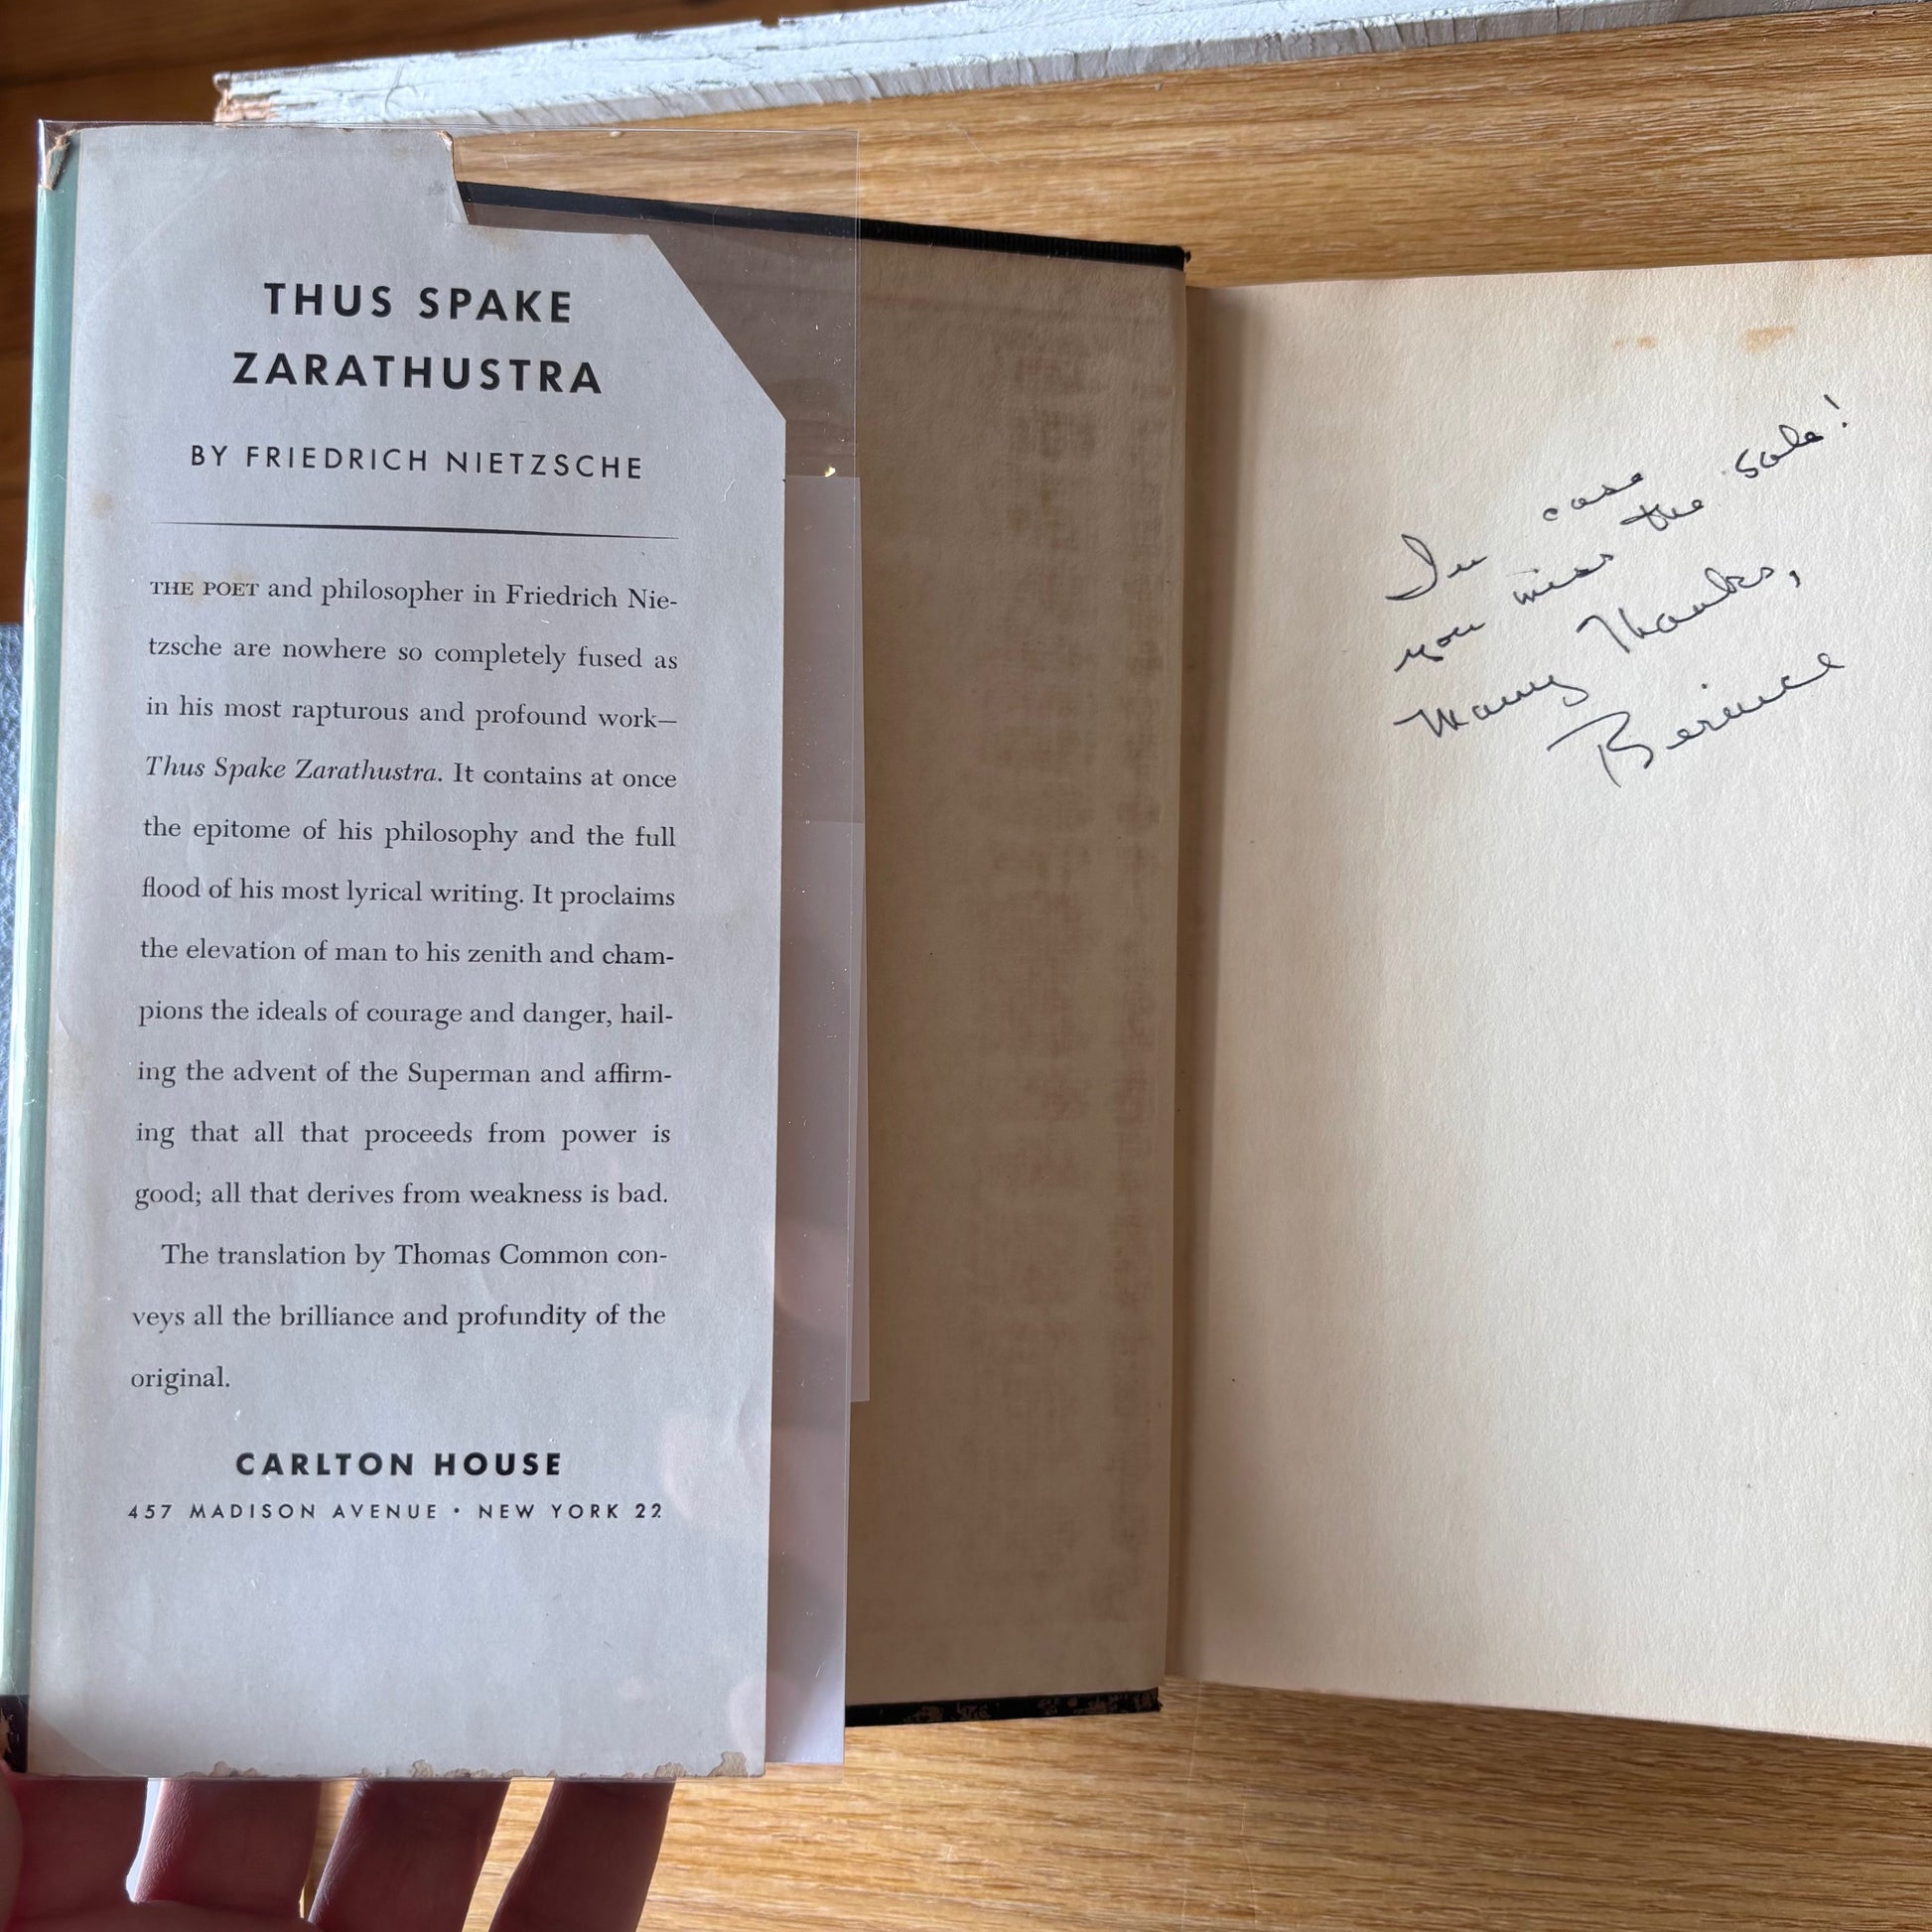 THUS SPAKE
ZARATHUSTRA
BY FRIEDRICH NIETZSCHE
THE POET and philosopher in Friedrich Nie-
tzsche are nowhere so completely fused as
in his most rapturous and profound work—
Thus Spake Zarathustra. It contains at once
the epitome of his philosophy and the full
flood of his most lyrical writing. It proclaims
the elevation of man to his zenith and cham-
pions the ideals of courage and danger, hail-
ing the advent of the Superman and affirm-
ing that all that proceeds from power is
good; all that derives from weakness is bad.
The translation by Thomas Common con-
veys all the brilliance and profundity of the
original.
CARLTON HOUSE
457 MADISON AVENUE • NEW YORK 22
In case
you miss the sale!
Many Thanks,
Bernice